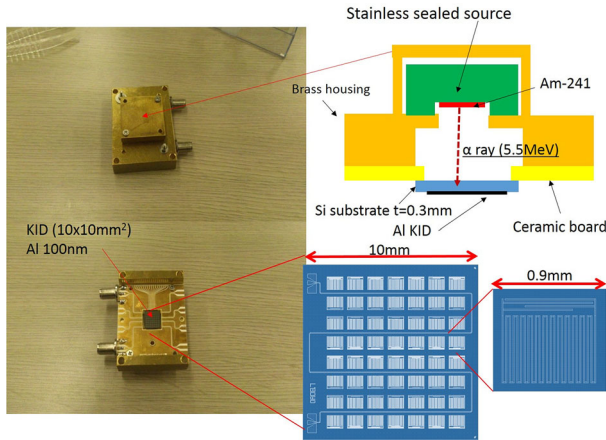 Stainless sealed source
Brass housing
Am-241
α ray (5.5MeV)
Si substrate t=0.3mm
Al KID
Ceramic board
KID (10x10mm²)
Al 100nm
10mm
0.9mm